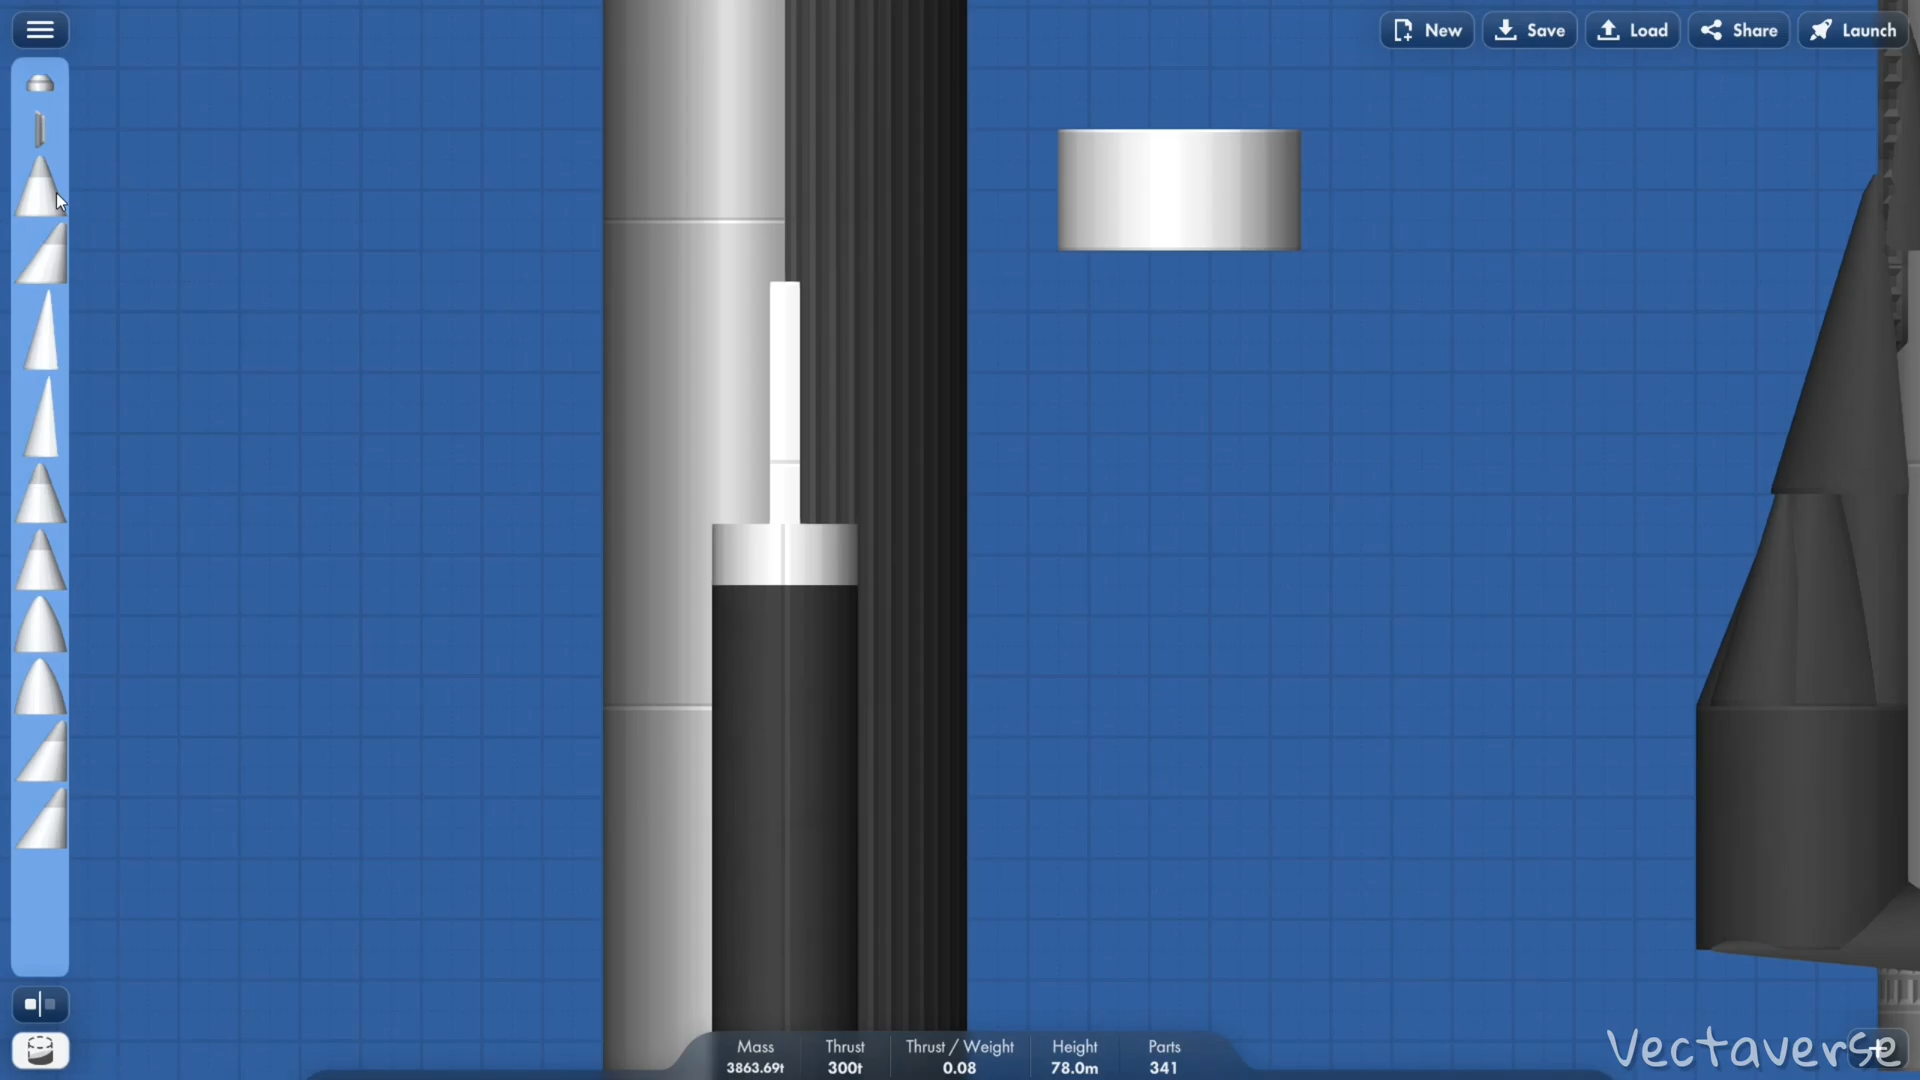 New Save Load Share Launch
Mass Thrust Thrust / Weight Height Parts
3863.69t 300t 0.08 78.0m 341
Vectaverse